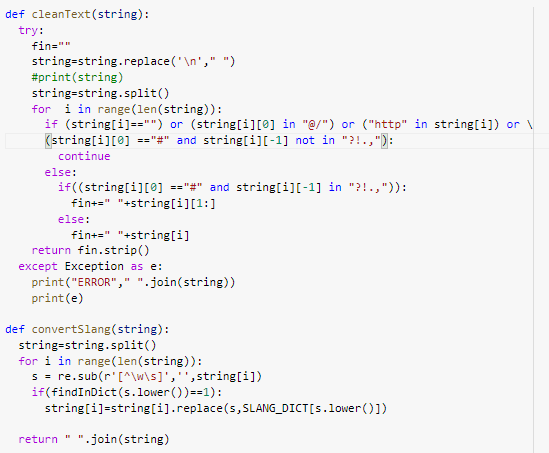 def cleanText(string):
  try:
    fin=""
    string=string.replace('\n'," ")
    #print(string)
    string=string.split()
    for  i in range(len(string)):
      if (string[i]=="") or (string[i][0] in "@/") or ("http" in string[i]) or \
      (string[i][0] =="#" and string[i][-1] not in "?!.,"):
        continue
      else:
        if((string[i][0] =="#" and string[i][-1] in "?!.,")):
          fin+=" "+string[i][1:]
        else:
          fin+=" "+string[i]
    return fin.strip()
  except Exception as e:
    print("ERROR"," ".join(string))
    print(e)

def convertSlang(string):
  string=string.split()
  for i in range(len(string)):
    s = re.sub(r'[^\w\s]','',string[i])
    if(findInDict(s.lower())==1):
      string[i]=string[i].replace(s,SLANG_DICT[s.lower()])

  return " ".join(string)